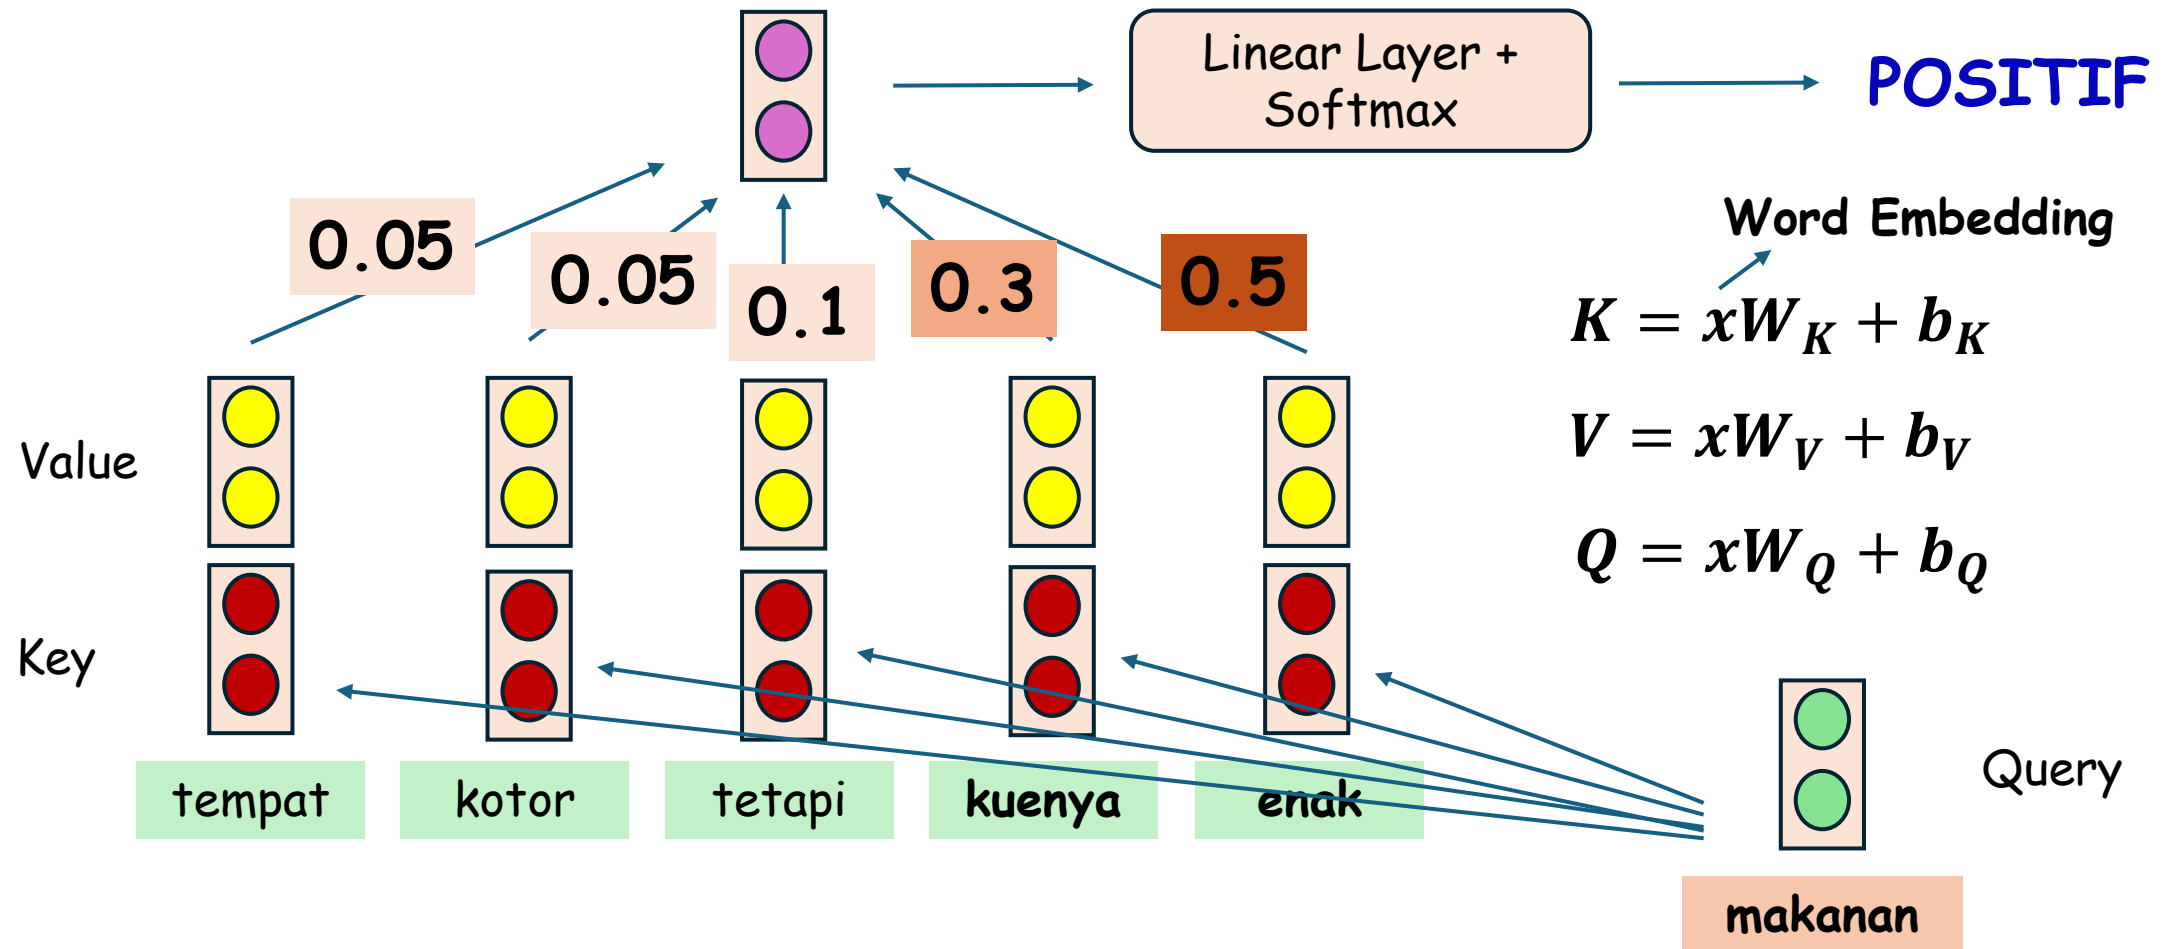 Linear Layer +
Softmax
POSITIF
0.05
0.05
0.1
0.3
0.5
Word Embedding
K = xW_K + b_K
V = xW_V + b_V
Q = xW_Q + b_Q
Value
Key
Query
tempat
kotor
tetapi
kuenya
enak
makanan